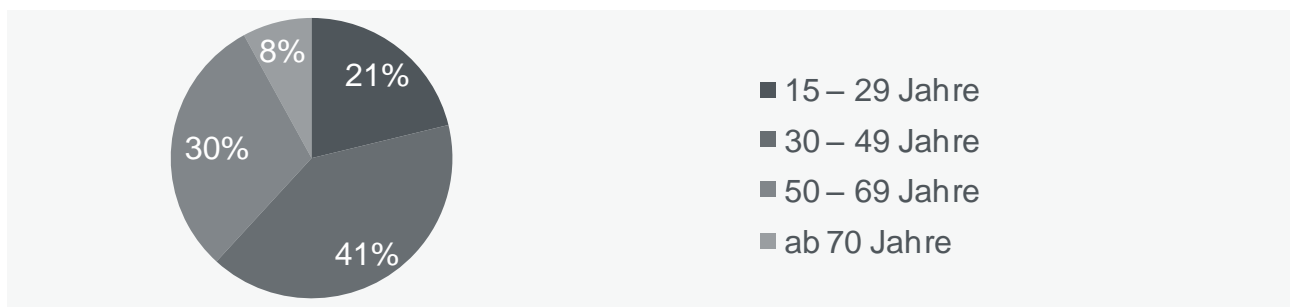 8%
21%
30%
41%
15 – 29 Jahre
30 – 49 Jahre
50 – 69 Jahre
ab 70 Jahre